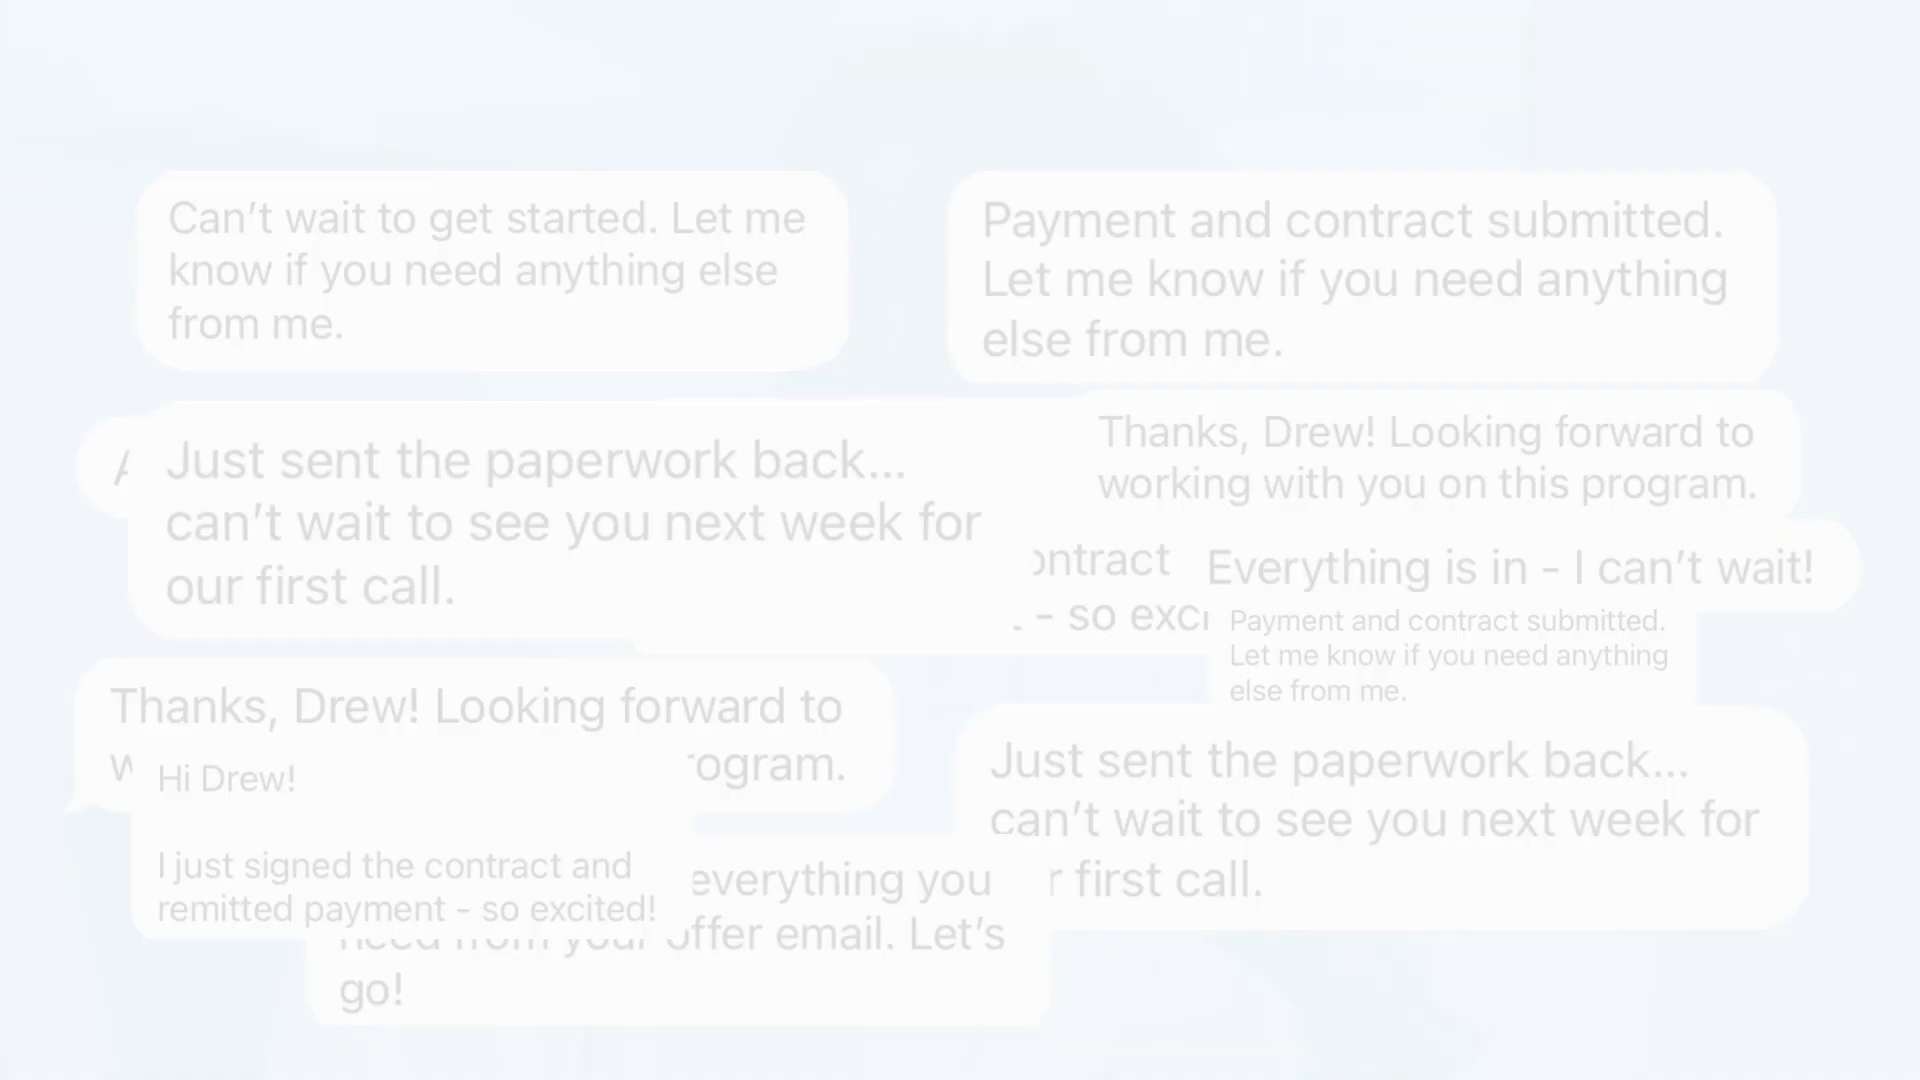 Can’t wait to get started. Let me
know if you need anything else
from me.
Payment and contract submitted.
Let me know if you need anything
else from me.
Just sent the paperwork back...
can’t wait to see you next week for
our first call.
Thanks, Drew! Looking forward to
working with you on this program.
- so
Everything is in - I can’t wait!
Payment and contract submitted.
Let me know if you need anything
else from me.
Thanks, Drew! Looking forward to
Hi Drew!
I just signed the contract and
remitted payment - so excited!
everything you
need from your offer email. Let’s
go!
Just sent the paperwork back...
can’t wait to see you next week for
first call.